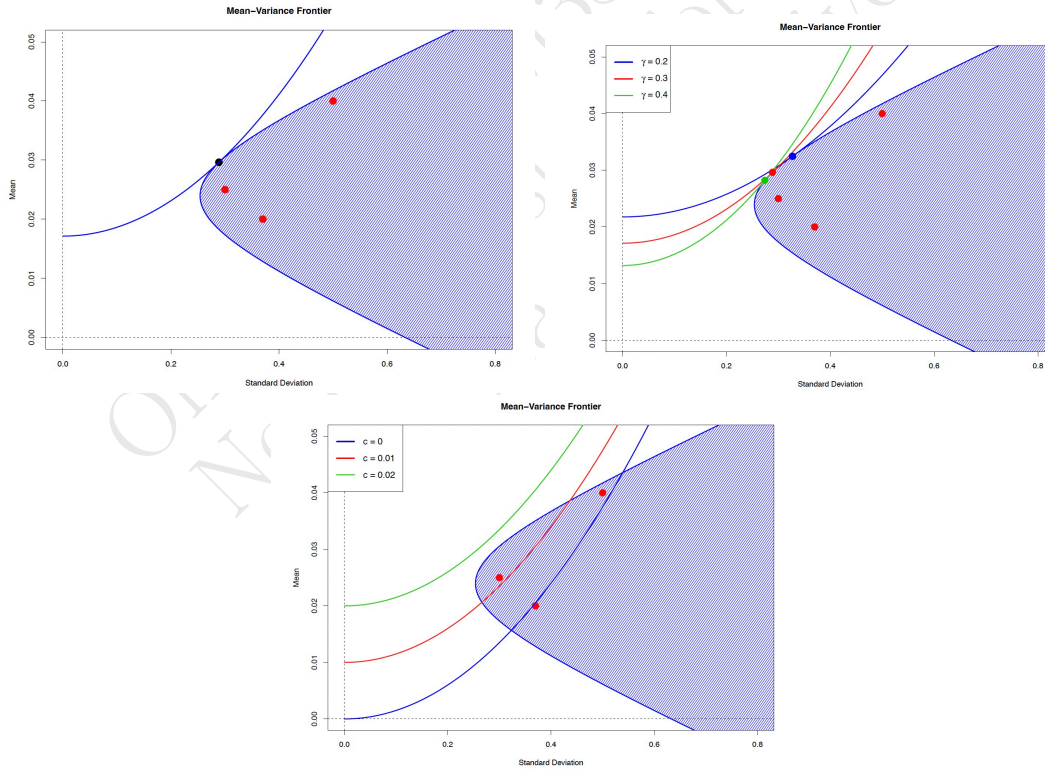 Mean−Variance Frontier
0.05
0.04
0.03
0.02
0.01
0.00
Mean
0.0 0.2 0.4 0.6 0.8
Standard Deviation
Mean−Variance Frontier
γ = 0.2
γ = 0.3
γ = 0.4
0.05
0.04
0.03
0.02
0.01
0.00
Mean
0.0 0.2 0.4 0.6 0.8
Standard Deviation
Mean−Variance Frontier
c = 0
c = 0.01
c = 0.02
0.05
0.04
0.03
0.02
0.01
0.00
Mean
0.0 0.2 0.4 0.6 0.8
Standard Deviation